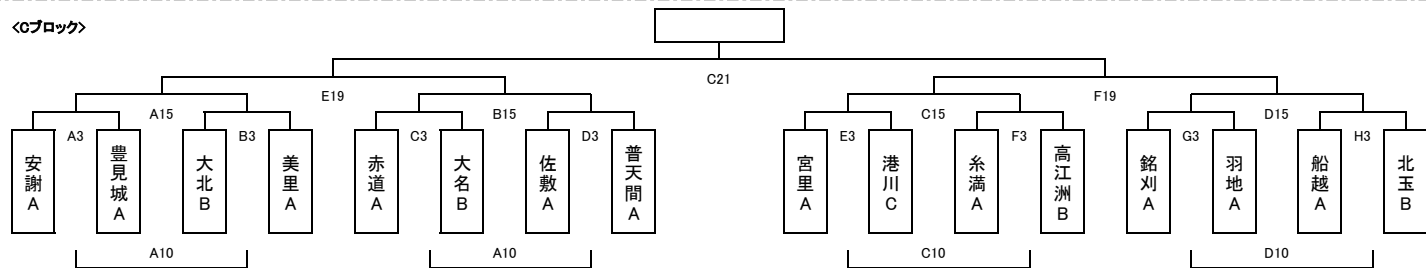 <Cブロック>
C21
E19
F19
A15
B15
C15
D15
A3
B3
C3
D3
E3
F3
G3
H3
安謝A
豊見城A
大北B
美里A
赤道A
大名B
佐敷A
普天間A
宮里A
港川C
糸満A
高江洲B
銘刈A
羽地A
船越A
北玉B
A10
A10
C10
D10